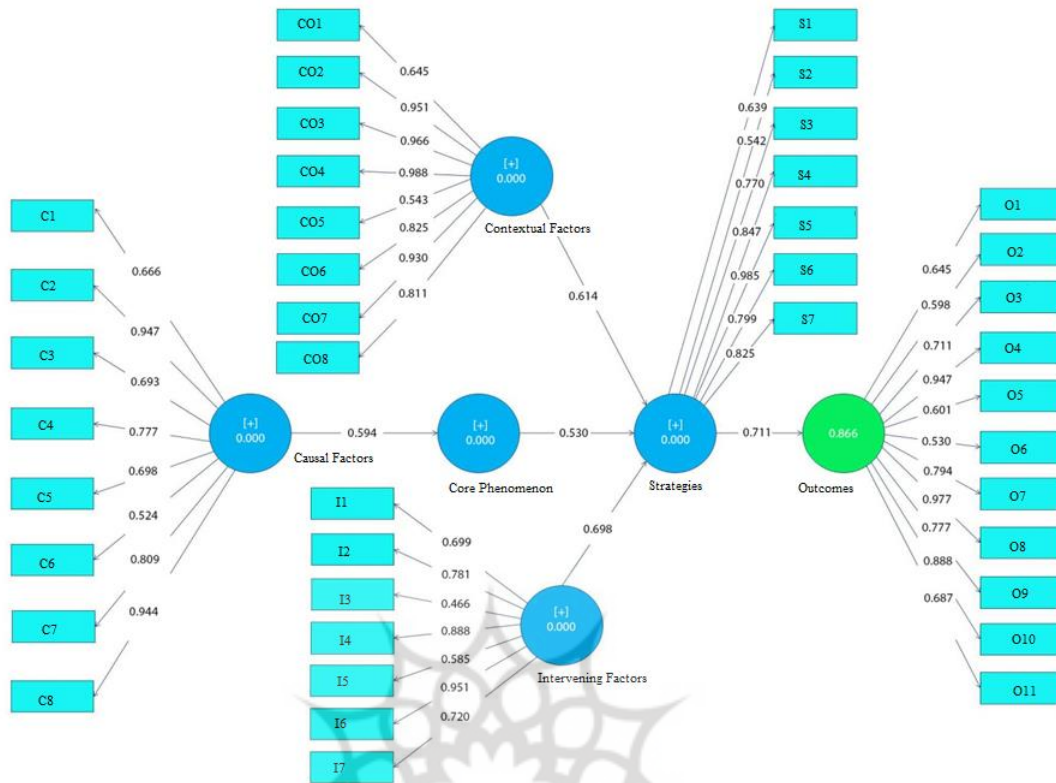 CO1
CO2
CO3
CO4
CO5
CO6
CO7
CO8
0.645
0.951
0.966
0.988
0.543
0.825
0.930
0.811
[+]
0.000
Contextual Factors
0.614
S1
S2
S3
S4
S5
S6
S7
0.639
0.542
0.770
0.847
0.985
0.799
0.825
C1
C2
C3
C4
C5
C6
C7
C8
0.666
0.947
0.693
0.777
0.698
0.524
0.809
0.944
[+]
0.000
Causal Factors
0.594
[+]
0.000
Core Phenomenon
0.530
[+]
0.000
Strategies
0.711
0.866
Outcomes
O1
O2
O3
O4
O5
O6
O7
O8
O9
O10
O11
0.645
0.598
0.711
0.947
0.601
0.530
0.794
0.977
0.777
0.888
0.687
I1
I2
I3
I4
I5
I6
I7
0.699
0.781
0.466
0.888
0.585
0.951
0.720
[+]
0.000
Intervening Factors
0.698